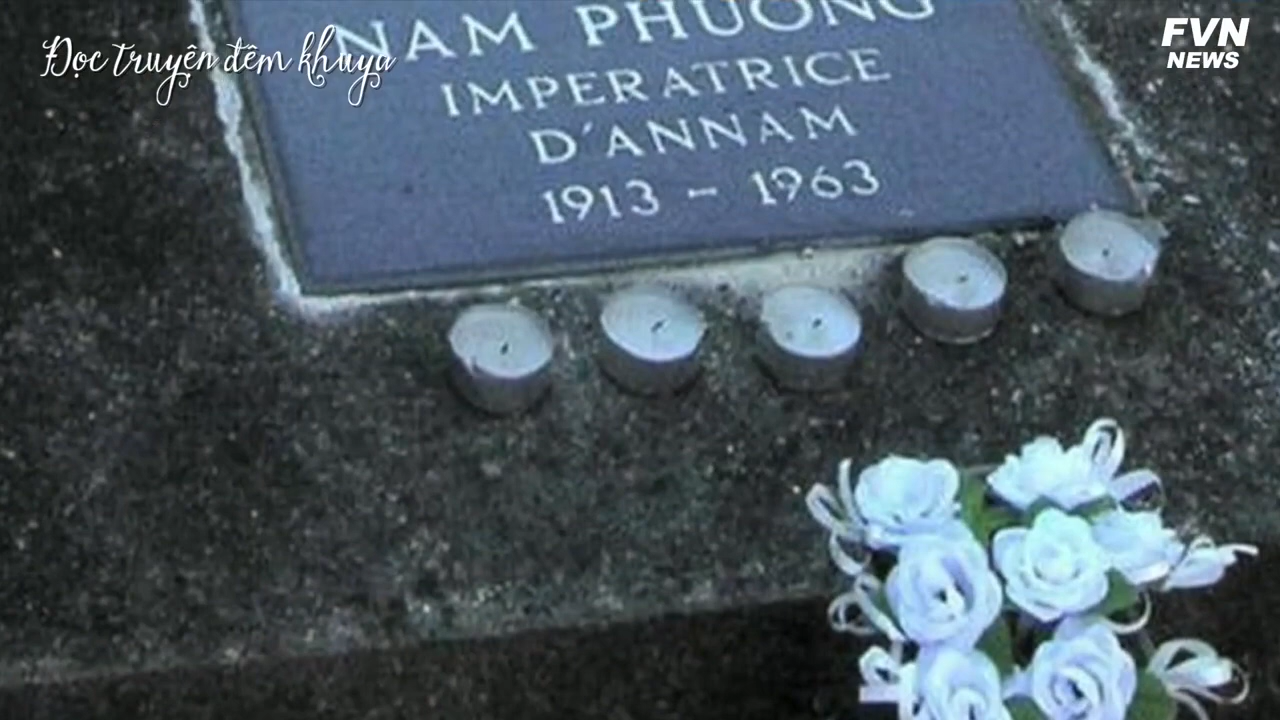 Đọc truyện đêm khuya
FVN
NEWS
NAM PHUONG
IMPERATRICE
D'ANNAM
1913 - 1963